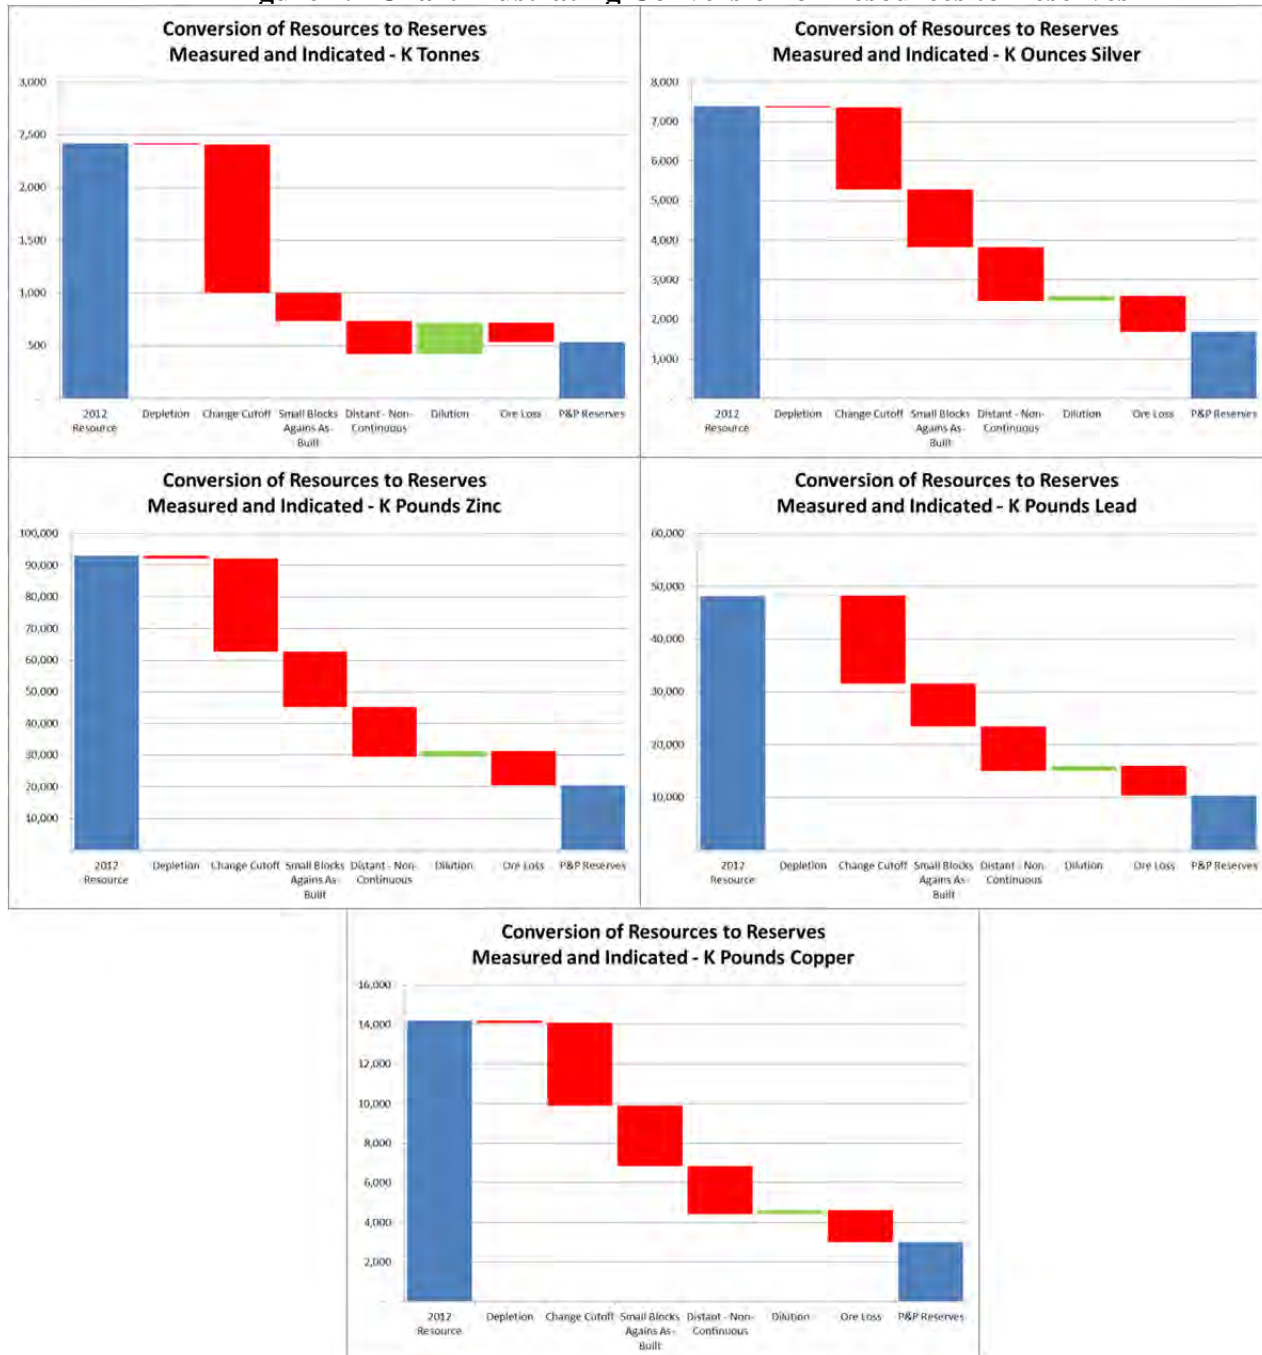 Conversion of Resources to Reserves
Measured and Indicated - K Tonnes
3,000
2,500
2,000
1,500
1,000
500
-
2012 Resource
Depletion
Change Cutoff
Small Blocks Agains As-Built
Distant - Non-Continuous
Dilution
Ore Loss
P&P Reserves
Conversion of Resources to Reserves
Measured and Indicated - K Ounces Silver
8,000
7,000
6,000
5,000
4,000
3,000
2,000
1,000
-
2012 Resource
Depletion
Change Cutoff
Small Blocks Agains As-Built
Distant - Non-Continuous
Dilution
Ore Loss
P&P Reserves
Conversion of Resources to Reserves
Measured and Indicated - K Pounds Zinc
100,000
90,000
80,000
70,000
60,000
50,000
40,000
30,000
20,000
10,000
-
2012 Resource
Depletion
Change Cutoff
Small Blocks Agains As-Built
Distant - Non-Continuous
Dilution
Ore Loss
P&P Reserves
Conversion of Resources to Reserves
Measured and Indicated - K Pounds Lead
60,000
50,000
40,000
30,000
20,000
10,000
-
2012 Resource
Depletion
Change Cutoff
Small Blocks Agains As-Built
Distant - Non-Continuous
Dilution
Ore Loss
P&P Reserves
Conversion of Resources to Reserves
Measured and Indicated - K Pounds Copper
16,000
14,000
12,000
10,000
8,000
6,000
4,000
2,000
-
2012 Resource
Depletion
Change Cutoff
Small Blocks Agains As-Built
Distant - Non-Continuous
Dilution
Ore Loss
P&P Reserves